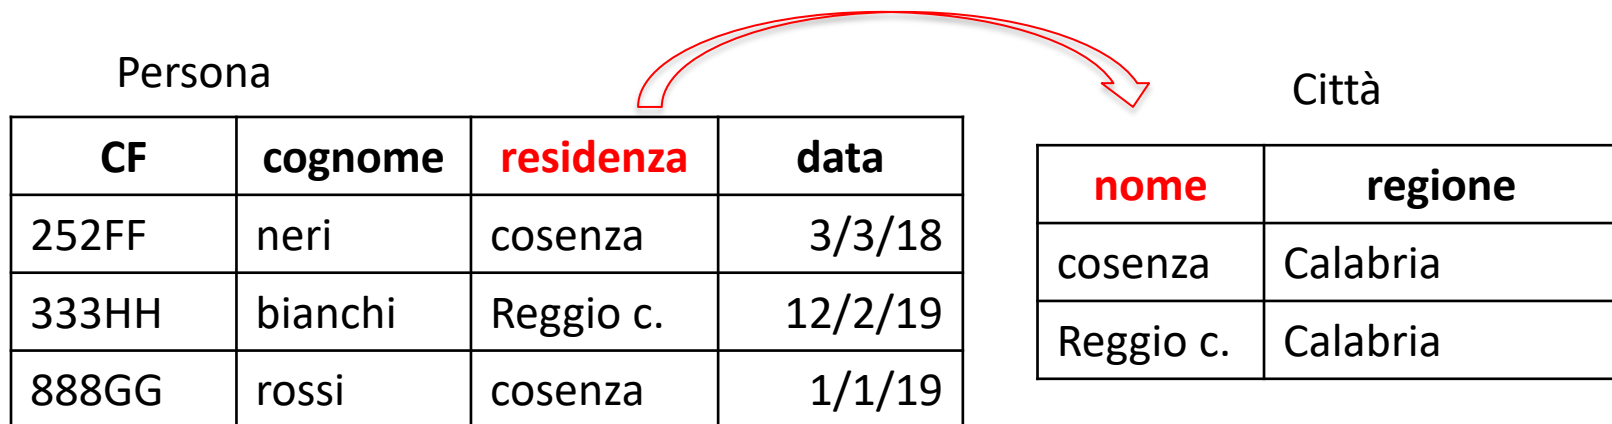 Persona
CF cognome residenza data
252FF neri cosenza 3/3/18
333HH bianchi Reggio c. 12/2/19
888GG rossi cosenza 1/1/19
Città
nome regione
cosenza Calabria
Reggio c. Calabria